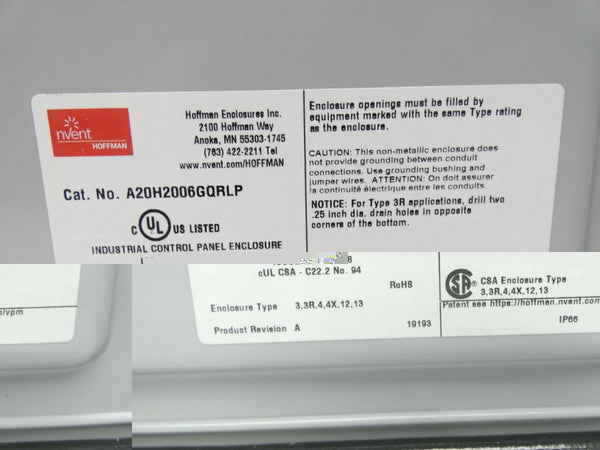 nvent
HOFFMAN
Hoffman Enclosures Inc.
2100 Hoffman Way
Anoka, MN 55303-1745
(763) 422-2211 Tel
www.nvent.com/HOFFMAN
Cat. No. A20H2006GQRLP
C UL US LISTED
INDUSTRIAL CONTROL PANEL ENCLOSURE
Enclosure openings must be filled by
equipment marked with the same Type rating
as the enclosure.
CAUTION: This non-metallic enclosure does
not provide grounding between conduit
connections. Use grounding bushing and
jumper wires. ATTENTION: On doit assurer
la continuité électrique entre les conduits.
NOTICE: For Type 3R applications, drill two
.25 inch dia. drain holes in opposite
corners of the bottom.
/vpm
cUL CSA - C22.2 No. 94
RoHS
Enclosure Type 3,3R,4,4X,12,13
Product Revision A
19193
CSA Enclosure Type
3,3R,4,4X,12,13
Patent see https://hoffman.nvent.com
IP66